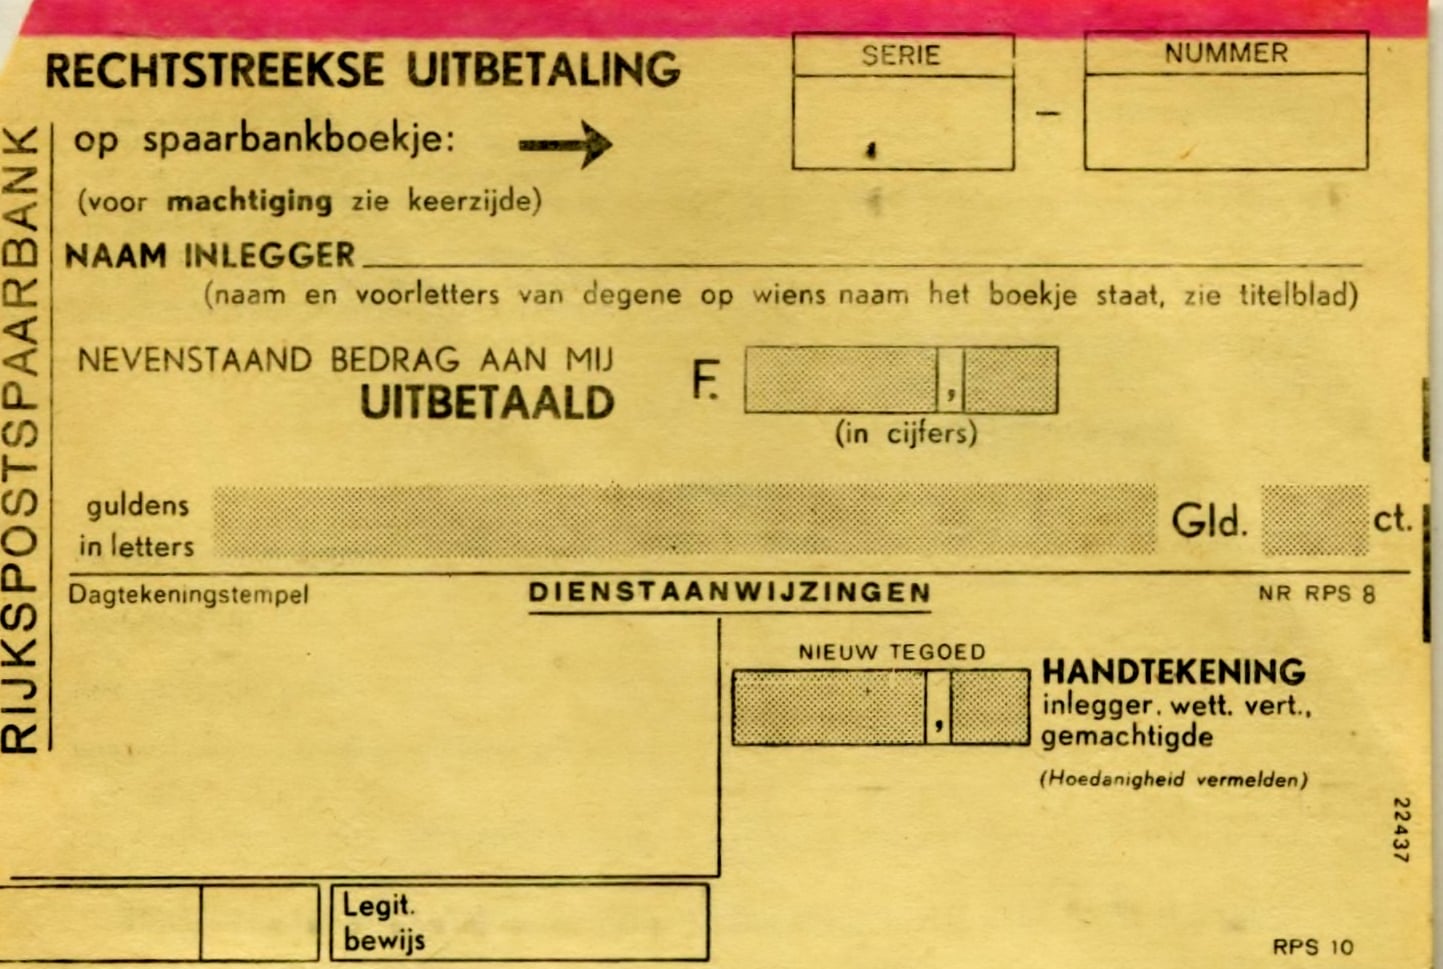 RIJKSPOSTSPAARBANK
RECHTSTREEKSE UITBETALING
SERIE
NUMMER
op spaarbankboekje:
–
(voor machtiging zie keerzijde)
NAAM INLEGGER
(naam en voorletters van degene op wiens naam het boekje staat, zie titelblad)
NEVENSTAAND BEDRAG AAN MIJ
UITBETAALD
F.
,
(in cijfers)
guldens
in letters
Gld.
ct.
Dagtekeningstempel
DIENSTAANWIJZINGEN
NR RPS 8
NIEUW TEGOED
,
HANDTEKENING
inlegger. wett. vert.,
gemachtigde
(Hoedanigheid vermelden)
22437
Legit.
bewijs
RPS 10